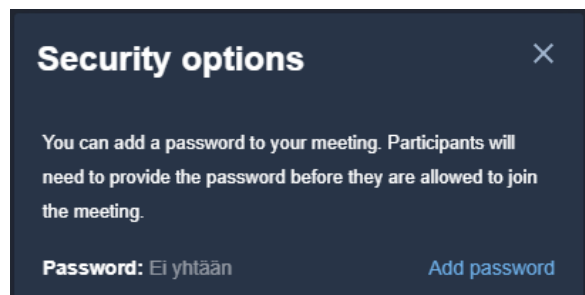 Security options
You can add a password to your meeting. Participants will
need to provide the password before they are allowed to join
the meeting.
Password: Ei yhtään Add password